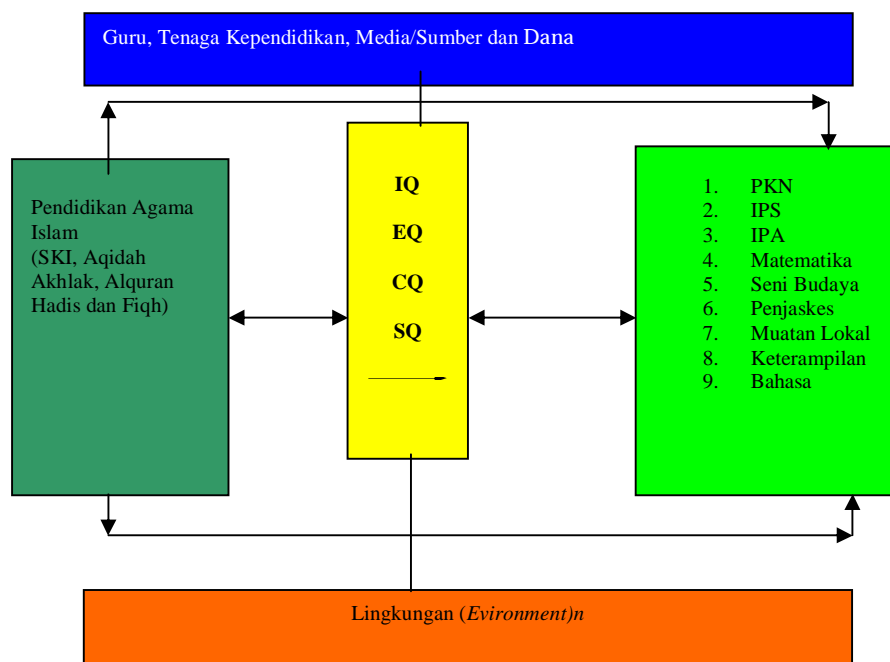 Guru, Tenaga Kependidikan, Media/Sumber dan Dana
Pendidikan Agama
Islam
(SKI, Aqidah
Akhlak, Alquran
Hadis dan Fiqh)
IQ
EQ
CQ
SQ
1. PKN
2. IPS
3. IPA
4. Matematika
5. Seni Budaya
6. Penjaskes
7. Muatan Lokal
8. Keterampilan
9. Bahasa
Lingkungan (Evironment)n